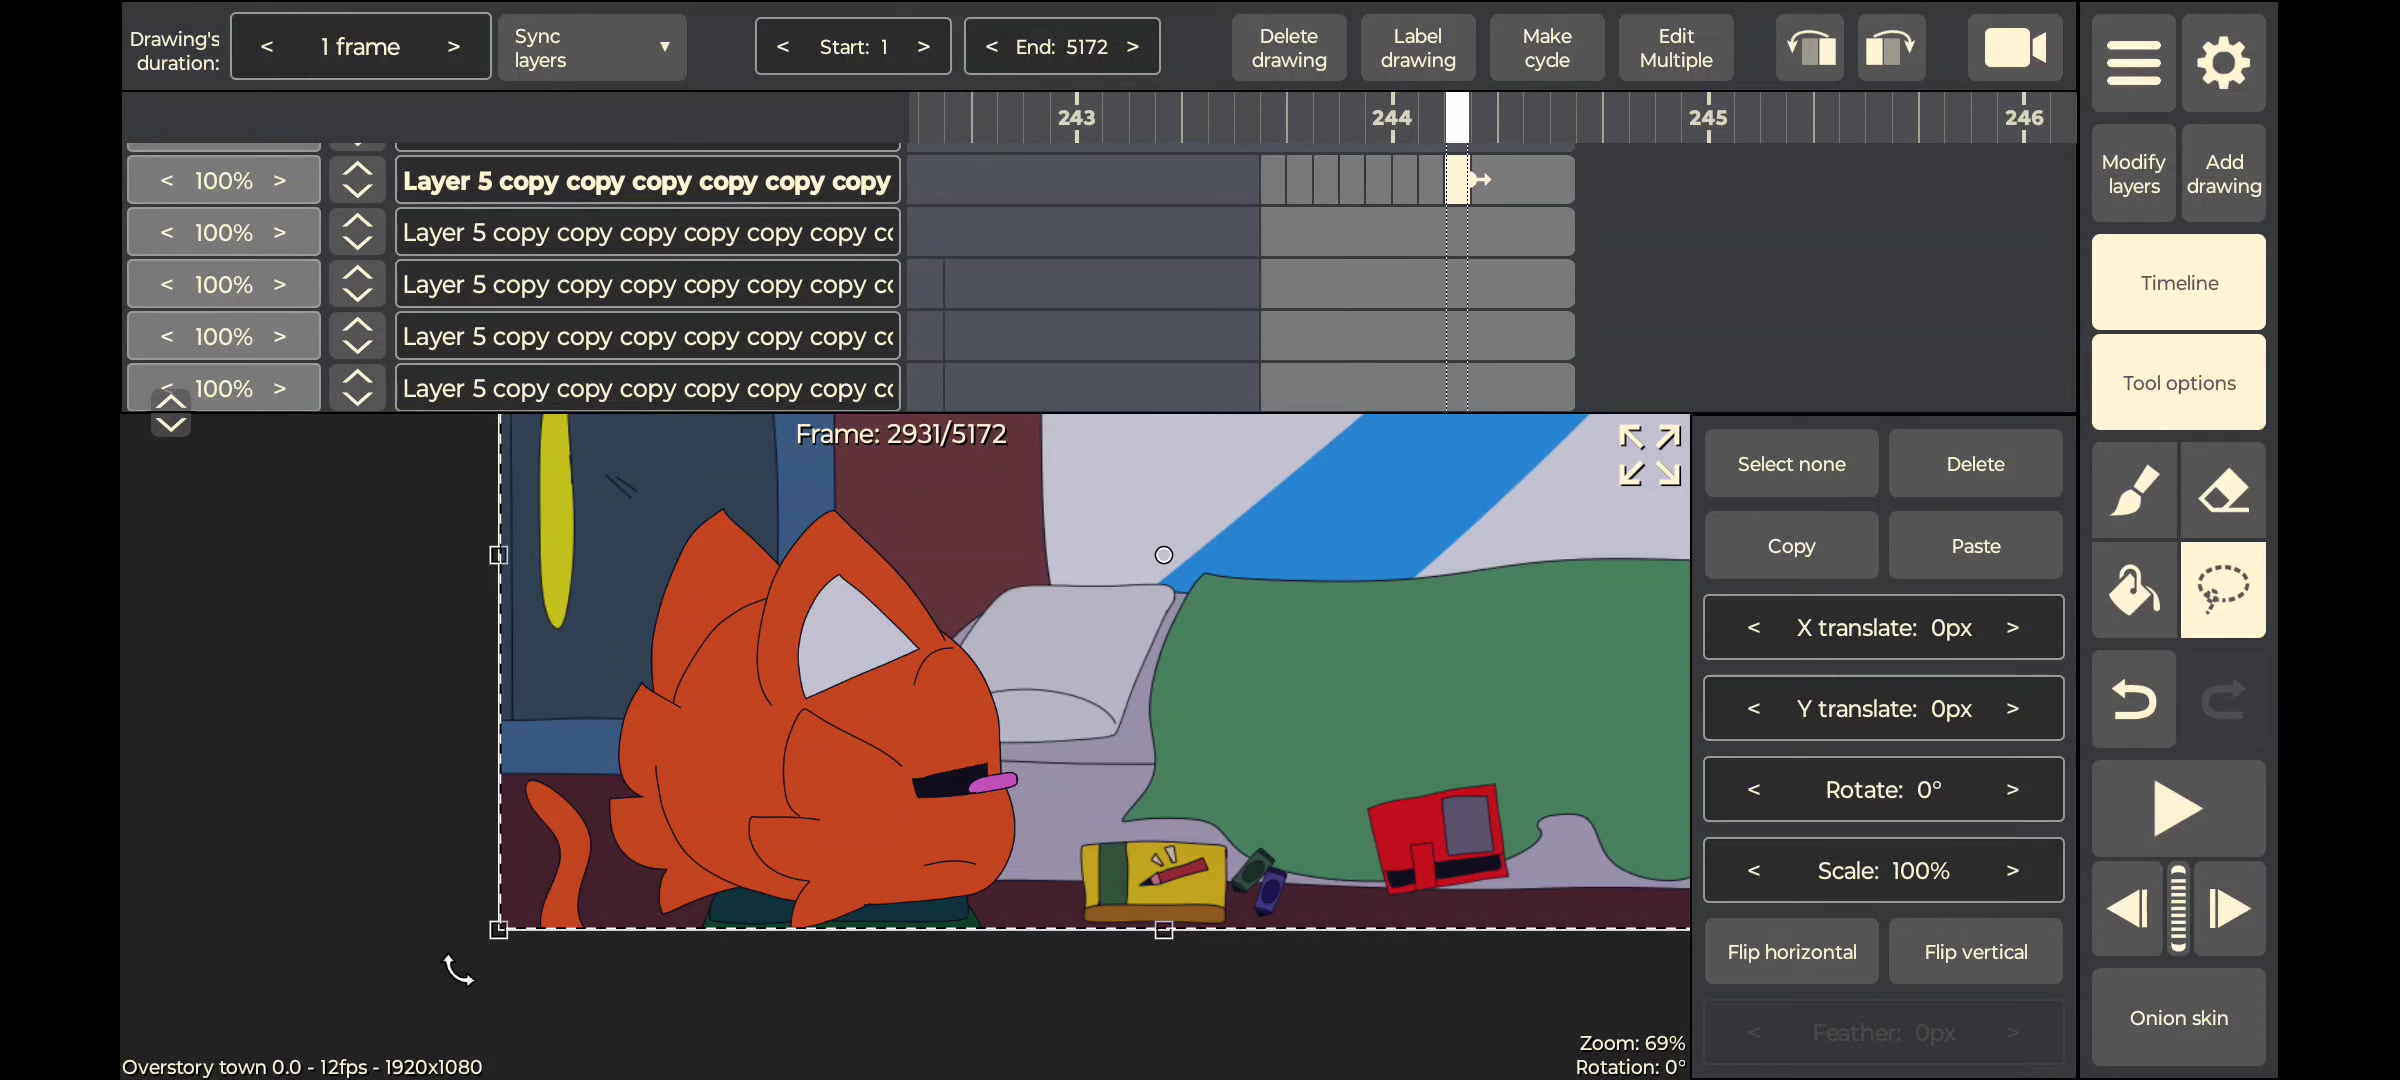 Drawing's
duration:
< 1 frame >
Sync
layers
▼
< Start: 1 >
< End: 5172 >
Delete
drawing
Label
drawing
Make
cycle
Edit
Multiple
243
244
245
246
< 100% >
Layer 5 copy copy copy copy copy copy
< 100% >
Layer 5 copy copy copy copy copy copy co
< 100% >
Layer 5 copy copy copy copy copy copy co
< 100% >
Layer 5 copy copy copy copy copy copy co
< 100% >
Layer 5 copy copy copy copy copy copy co
Modify
layers
Add
drawing
Timeline
Tool options
Frame: 2931/5172
Select none
Delete
Copy
Paste
< X translate: 0px >
< Y translate: 0px >
< Rotate: 0° >
< Scale: 100% >
Flip horizontal
Flip vertical
< Feather: 0px >
Onion skin
Zoom: 69%
Rotation: 0°
Overstory town 0.0 - 12fps - 1920x1080